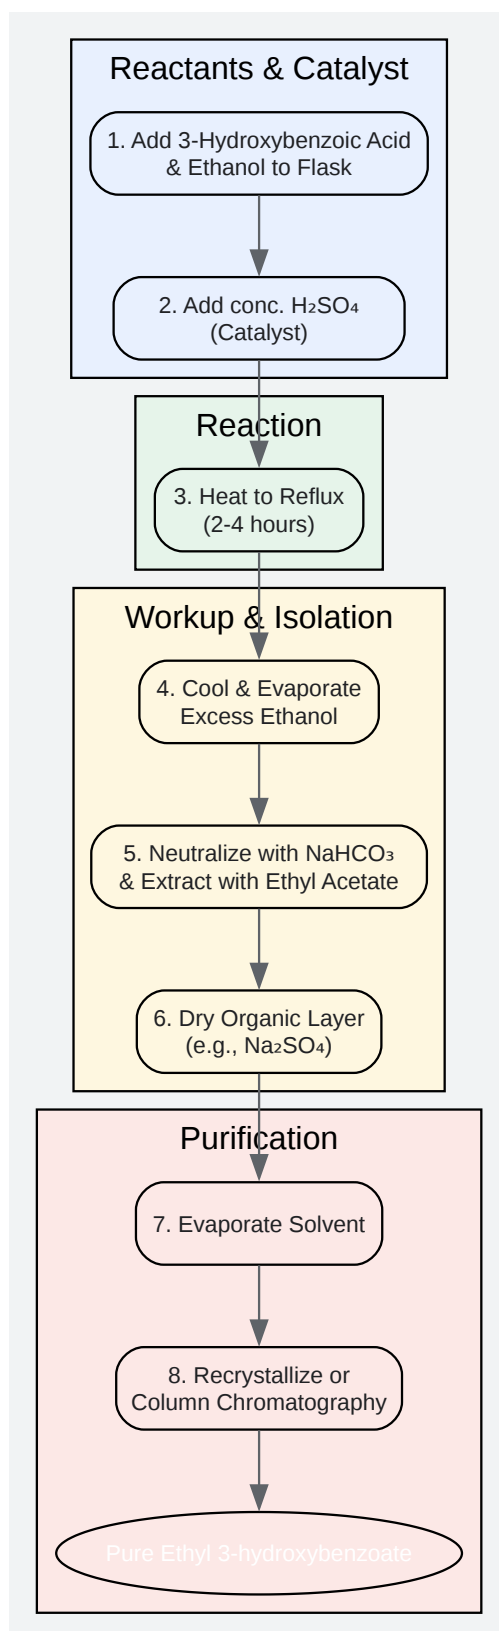 Reactants & Catalyst
1. Add 3-Hydroxybenzoic Acid
& Ethanol to Flask
2. Add conc. H₂SO₄
(Catalyst)
Reaction
3. Heat to Reflux
(2-4 hours)
Workup & Isolation
4. Cool & Evaporate
Excess Ethanol
5. Neutralize with NaHCO₃
& Extract with Ethyl Acetate
6. Dry Organic Layer
(e.g., Na₂SO₄)
Purification
7. Evaporate Solvent
8. Recrystallize or
Column Chromatography
Pure Ethyl 3-hydroxybenzoate